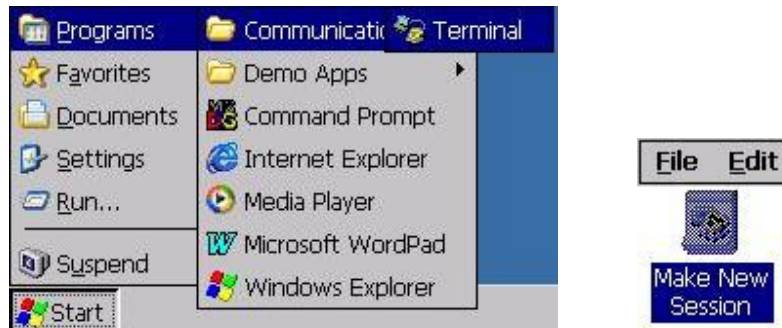 Programs
Favorites
Documents
Settings
Run...
Suspend
Start
Communicatic
Terminal
Demo Apps
Command Prompt
Internet Explorer
Media Player
Microsoft WordPad
Windows Explorer
File Edit
Make New
Session